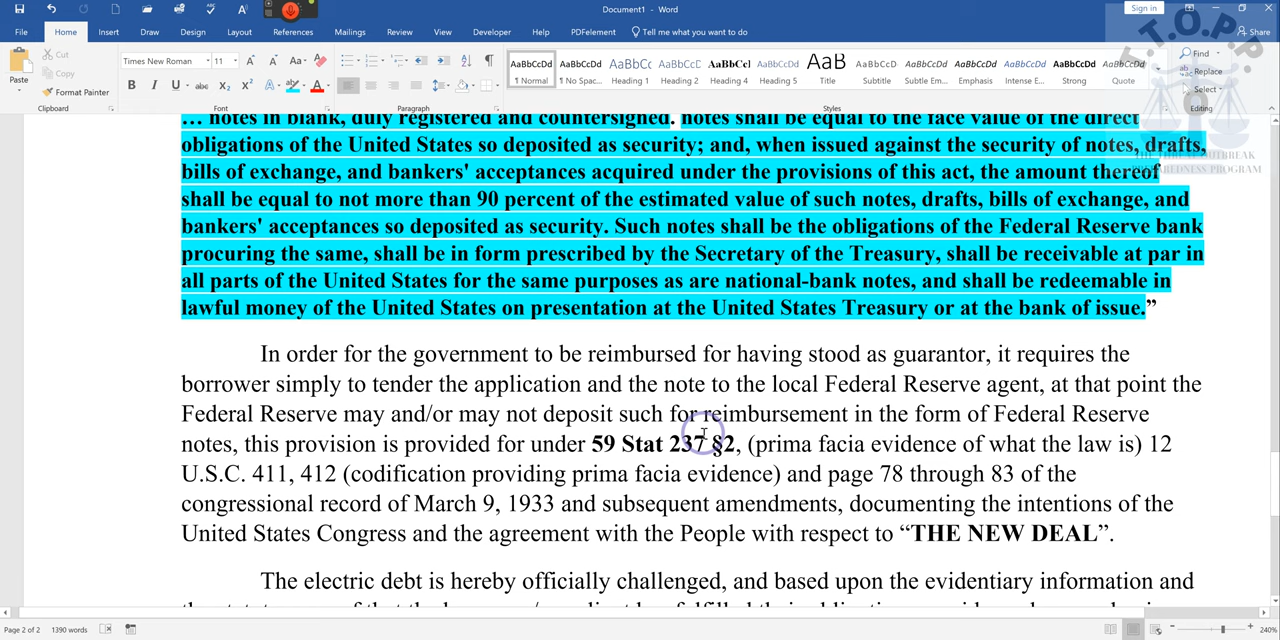 Document1 - Word
Sign in
File Home Insert Draw Design Layout References Mailings Review View Developer Help PDFelement Tell me what you want to do Share
T.T.O.P.P.
Paste
Cut
Copy
Format Painter
Clipboard
Times New Roman 11
Font
Paragraph
AaBbCcDd AaBbCcDd AaBbCc AaBbCcE AaBbCc AaBbCcD AaB AaBbCcD AaBbCcDd AaBbCcDd AaBbCcDd AaBbCcDd AaBbCcDd
¶ Normal ¶ No Spac... Heading 1 Heading 2 Heading 4 Heading 5 Title Subtitle Subtle Em... Emphasis Intense E... Strong Quote
Styles
Find
Replace
Select
Editing
… notes in blank, duly registered and countersigned. notes shall be equal to the face value of the direct
obligations of the United States so deposited as security; and, when issued against the security of notes, drafts,
bills of exchange, and bankers' acceptances acquired under the provisions of this act, the amount thereof
shall be equal to not more than 90 percent of the estimated value of such notes, drafts, bills of exchange, and
bankers' acceptances so deposited as security. Such notes shall be the obligations of the Federal Reserve bank
procuring the same, shall be in form prescribed by the Secretary of the Treasury, shall be receivable at par in
all parts of the United States for the same purposes as are national-bank notes, and shall be redeemable in
lawful money of the United States on presentation at the United States Treasury or at the bank of issue.”
In order for the government to be reimbursed for having stood as guarantor, it requires the
borrower simply to tender the application and the note to the local Federal Reserve agent, at that point the
Federal Reserve may and/or may not deposit such for reimbursement in the form of Federal Reserve
notes, this provision is provided for under 59 Stat 237 §2, (prima facia evidence of what the law is) 12
U.S.C. 411, 412 (codification providing prima facia evidence) and page 78 through 83 of the
congressional record of March 9, 1933 and subsequent amendments, documenting the intentions of the
United States Congress and the agreement with the People with respect to “THE NEW DEAL”.
The electric debt is hereby officially challenged, and based upon the evidentiary information and
Page 2 of 2 1390 words
240%